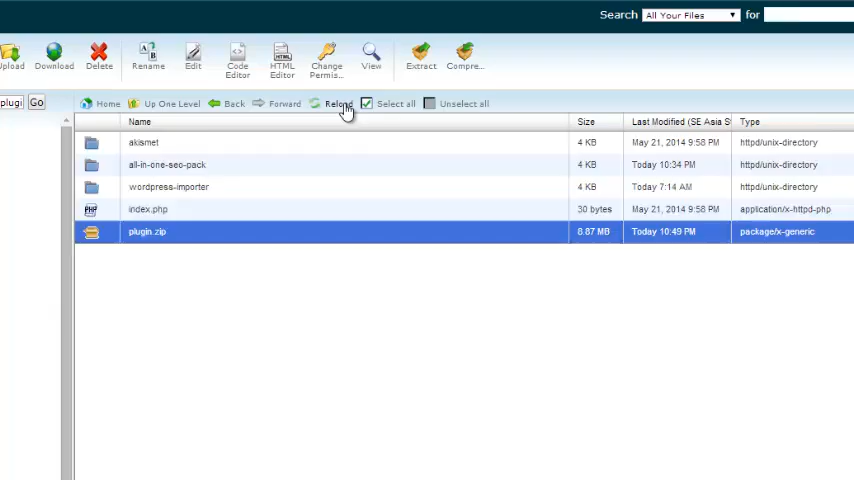 Search All Your Files for
Upload Download Delete Rename Edit Code Editor HTML Editor Change Permis... View Extract Compre...
plugi Go Home Up One Level Back Forward Reload Select all Unselect all
Name Size Last Modified (SE Asia S Type
akismet 4 KB May 21, 2014 9:58 PM httpd/unix-directory
all-in-one-seo-pack 4 KB Today 10:34 PM httpd/unix-directory
wordpress-importer 4 KB Today 7:14 AM httpd/unix-directory
PHP index.php 30 bytes May 21, 2014 9:58 PM application/x-httpd-php
plugin.zip 8.87 MB Today 10:49 PM package/x-generic